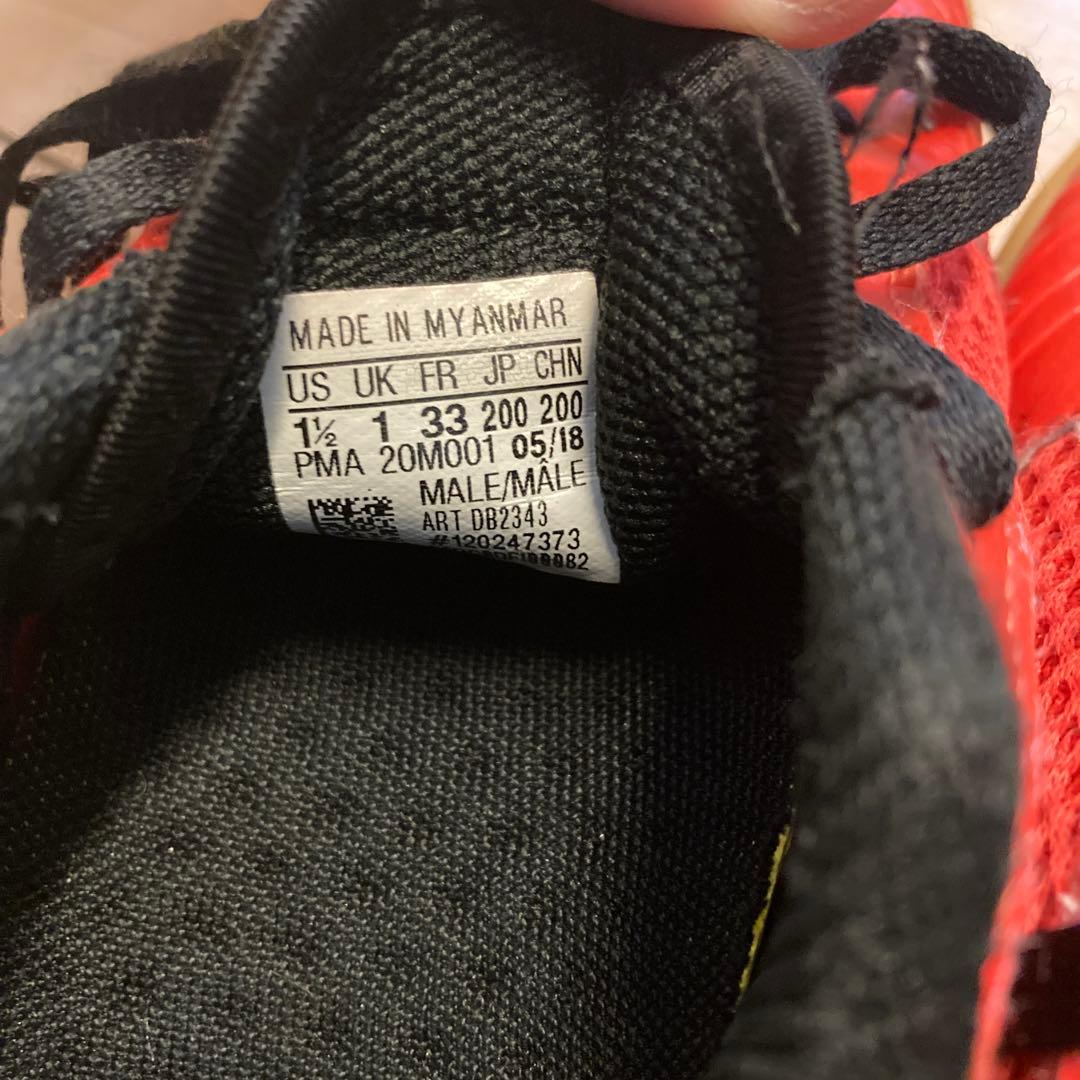 MADE IN MYANMAR
US UK FR JP CHN
1½ 1 33 200 200
PMA 20M001 05/18
MALE/MÂLE
ART DB2343
#120247373